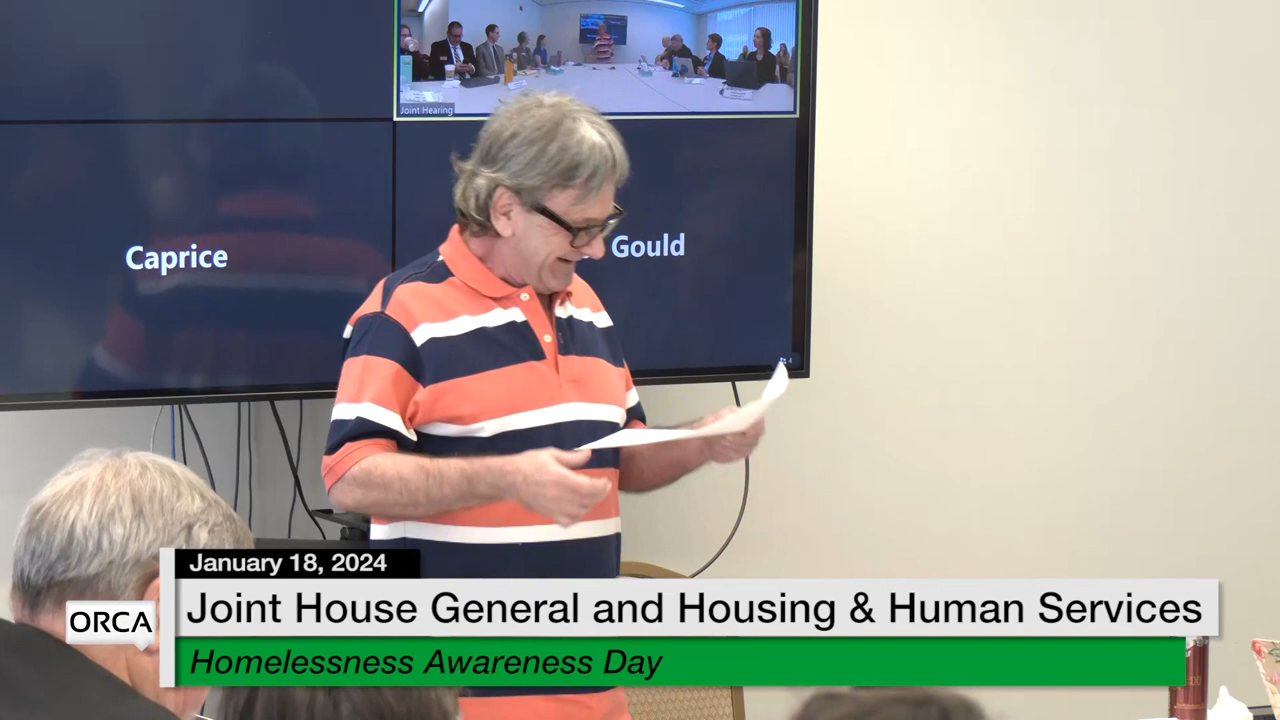 Joint Hearing
Caprice
Gould
January 18, 2024
ORCA
Joint House General and Housing & Human Services
Homelessness Awareness Day